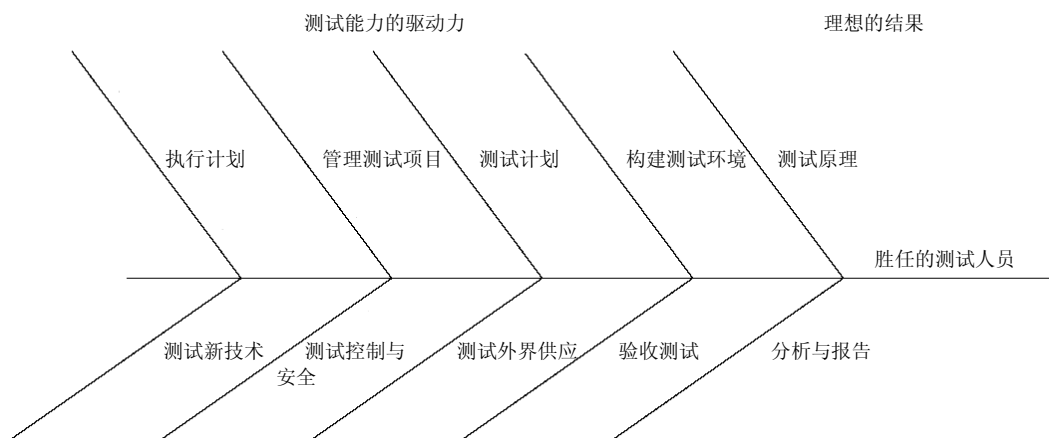 测试能力的驱动力
理想的结果
执行计划
管理测试项目
测试计划
构建测试环境
测试原理
胜任的测试人员
测试新技术
测试控制与
安全
测试外界供应
验收测试
分析与报告